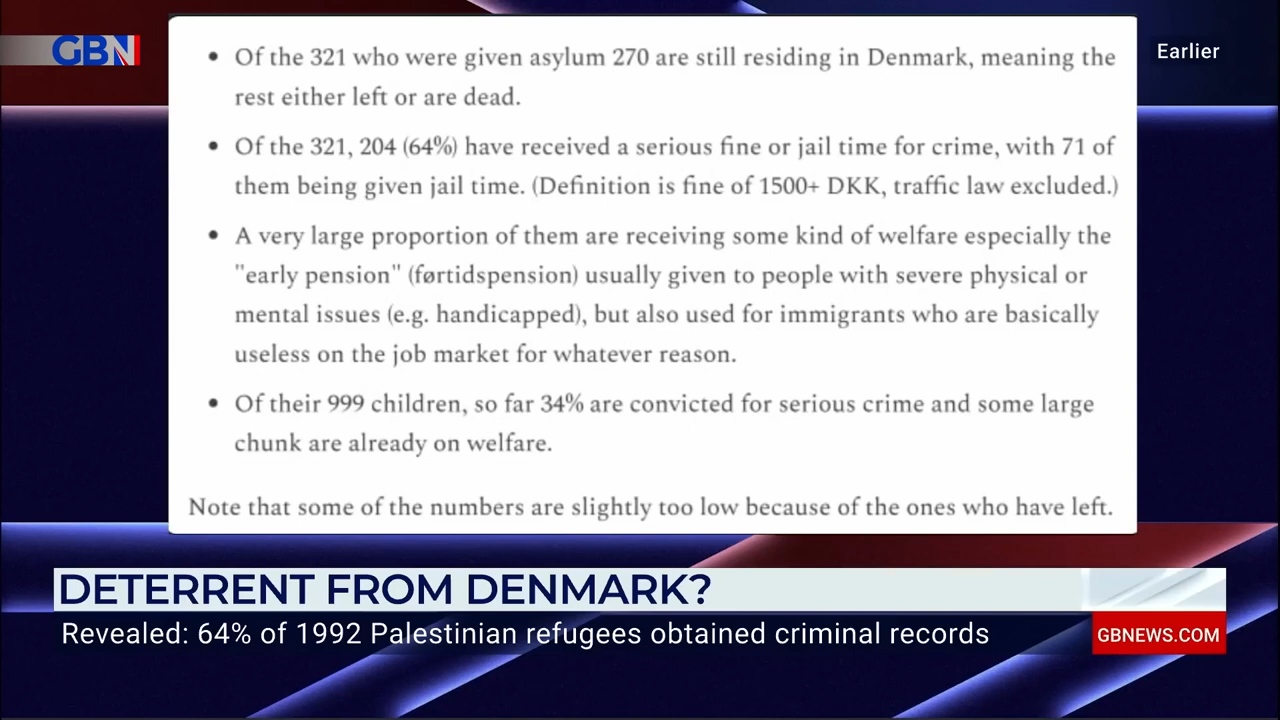 GBN
Earlier
• Of the 321 who were given asylum 270 are still residing in Denmark, meaning the
rest either left or are dead.
• Of the 321, 204 (64%) have received a serious fine or jail time for crime, with 71 of
them being given jail time. (Definition is fine of 1500+ DKK, traffic law excluded.)
• A very large proportion of them are receiving some kind of welfare especially the
"early pension" (førtidspension) usually given to people with severe physical or
mental issues (e.g. handicapped), but also used for immigrants who are basically
useless on the job market for whatever reason.
• Of their 999 children, so far 34% are convicted for serious crime and some large
chunk are already on welfare.
Note that some of the numbers are slightly too low because of the ones who have left.
DETERRENT FROM DENMARK?
Revealed: 64% of 1992 Palestinian refugees obtained criminal records
GBNEWS.COM